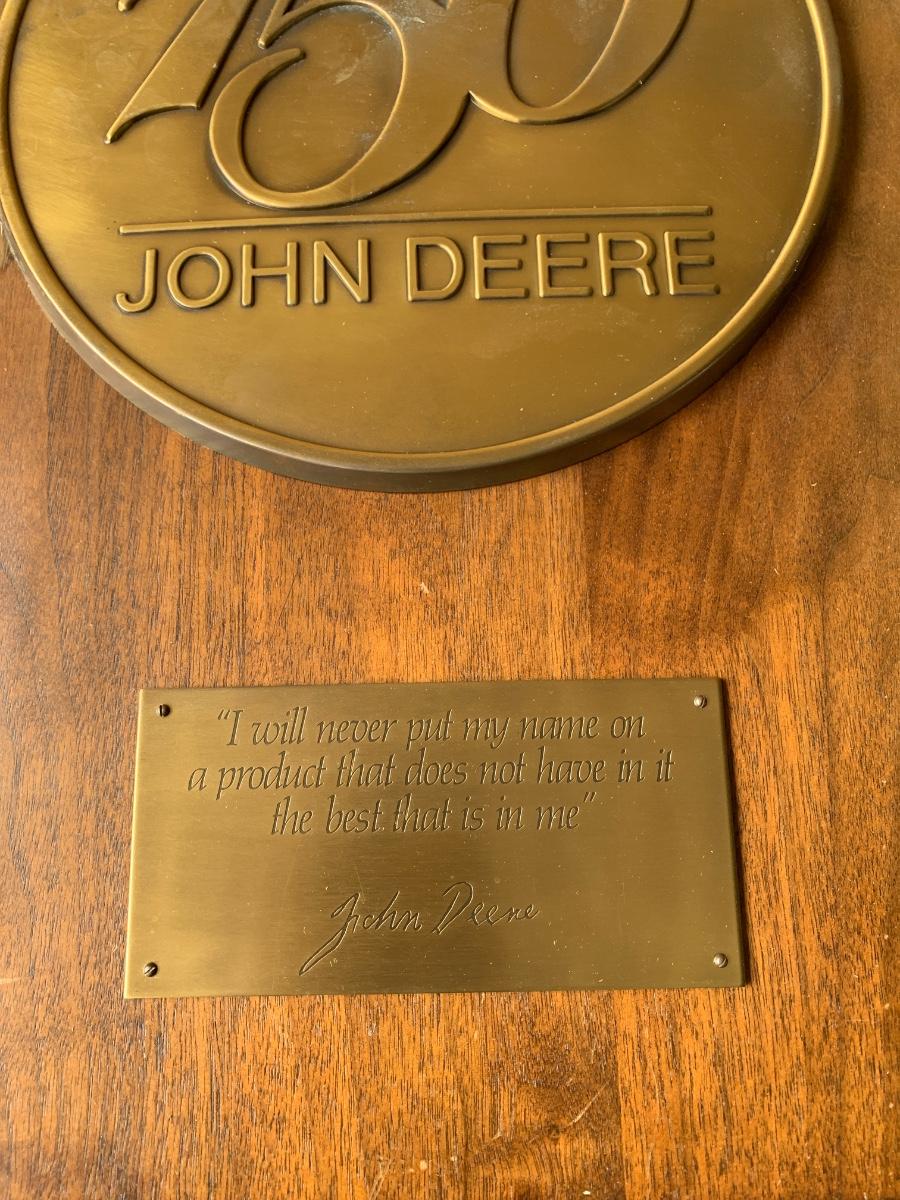 150
JOHN DEERE
“I will never put my name on
a product that does not have in it
the best that is in me”
John Deere